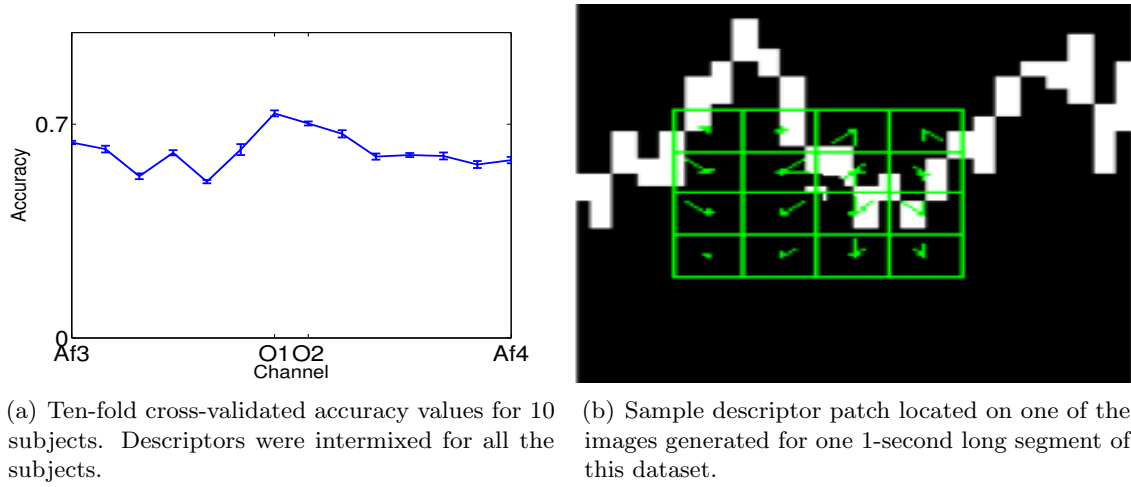 0.7
Accuracy
0
Af3
O1
O2
Af4
Channel
(a) Ten-fold cross-validated accuracy values for 10
subjects. Descriptors were intermixed for all the
subjects.
(b) Sample descriptor patch located on one of the
images generated for one 1-second long segment of
this dataset.